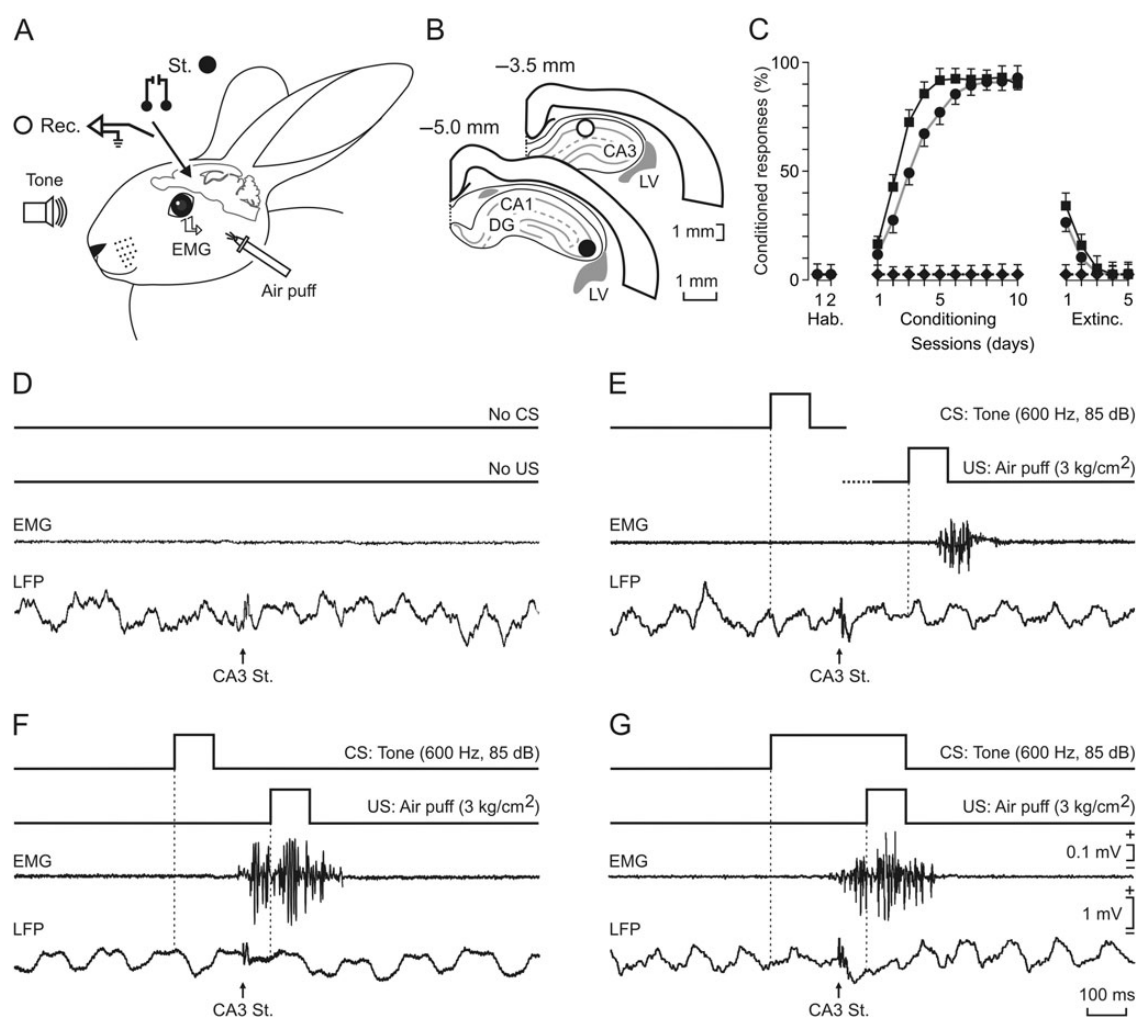 A
St.
Rec.
Tone
EMG
Air puff
B
–3.5 mm
–5.0 mm
CA3
LV
CA1
DG
1 mm
LV
1 mm
C
Conditioned responses (%)
100
50
0
1 2 1 5 10 1 5
Hab. Conditioning Extinc.
Sessions (days)
D
No CS
No US
EMG
LFP
CA3 St.
E
CS: Tone (600 Hz, 85 dB)
US: Air puff (3 kg/cm²)
EMG
LFP
CA3 St.
F
CS: Tone (600 Hz, 85 dB)
US: Air puff (3 kg/cm²)
EMG
LFP
CA3 St.
G
CS: Tone (600 Hz, 85 dB)
US: Air puff (3 kg/cm²)
EMG
+
0.1 mV
–
LFP
+
1 mV
–
CA3 St.
100 ms